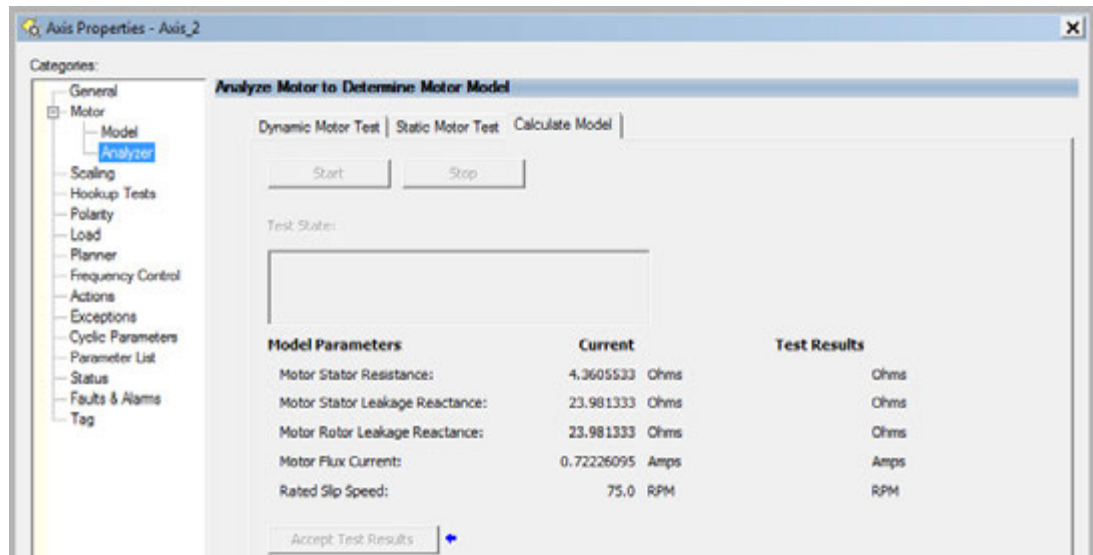 Axis Properties - Axis_2
Categories:
General
Motor
Model
Analyzer
Scaling
Hookup Tests
Polarity
Load
Planner
Frequency Control
Actions
Exceptions
Cyclic Parameters
Parameter List
Status
Faults & Alarms
Tag
Analyze Motor to Determine Motor Model
Dynamic Motor Test Static Motor Test Calculate Model
Start Stop
Test State:
Model Parameters Current Test Results
Motor Stator Resistance: 4.3605533 Ohms Ohms
Motor Stator Leakage Reactance: 23.981333 Ohms Ohms
Motor Rotor Leakage Reactance: 23.981333 Ohms Ohms
Motor Flux Current: 0.72226095 Amps Amps
Rated Slip Speed: 75.0 RPM RPM
Accept Test Results